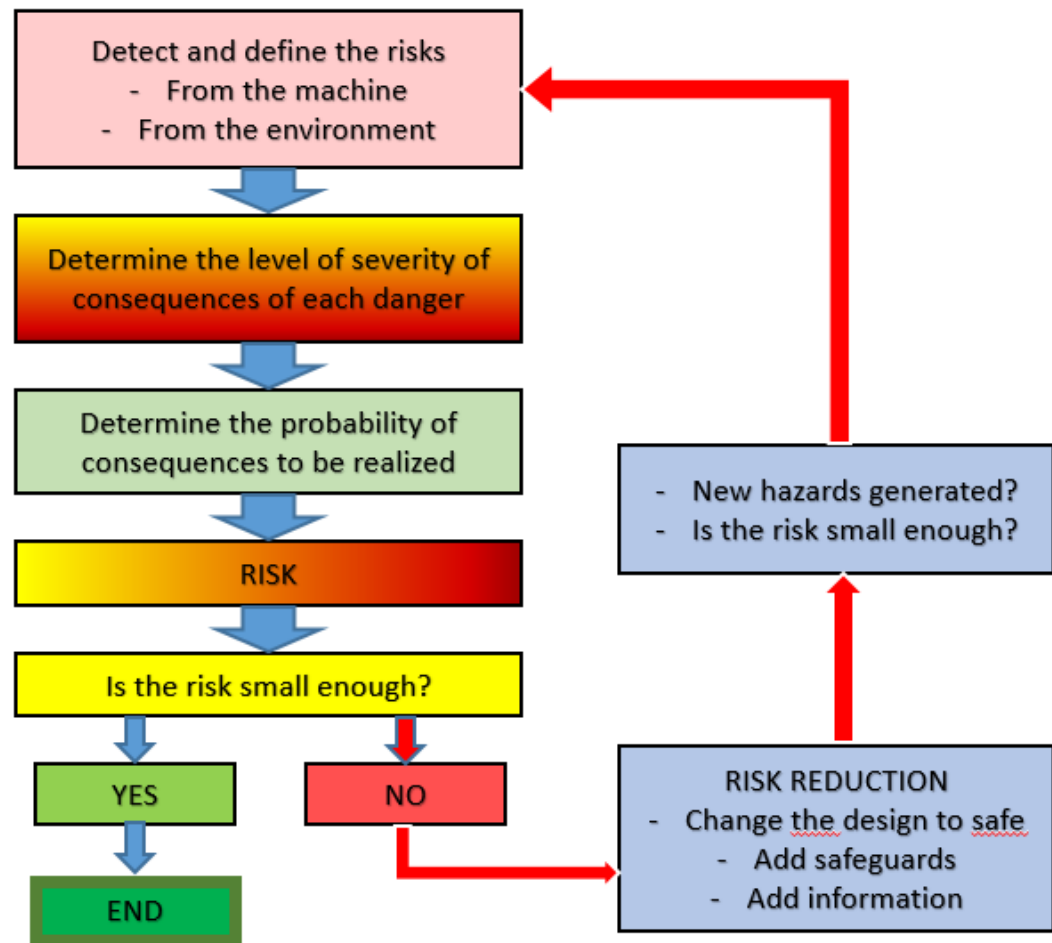 Detect and define the risks
- From the machine
- From the environment
Determine the level of severity of
consequences of each danger
Determine the probability of
consequences to be realized
RISK
Is the risk small enough?
YES
NO
END
RISK REDUCTION
- Change the design to safe
- Add safeguards
- Add information
- New hazards generated?
- Is the risk small enough?